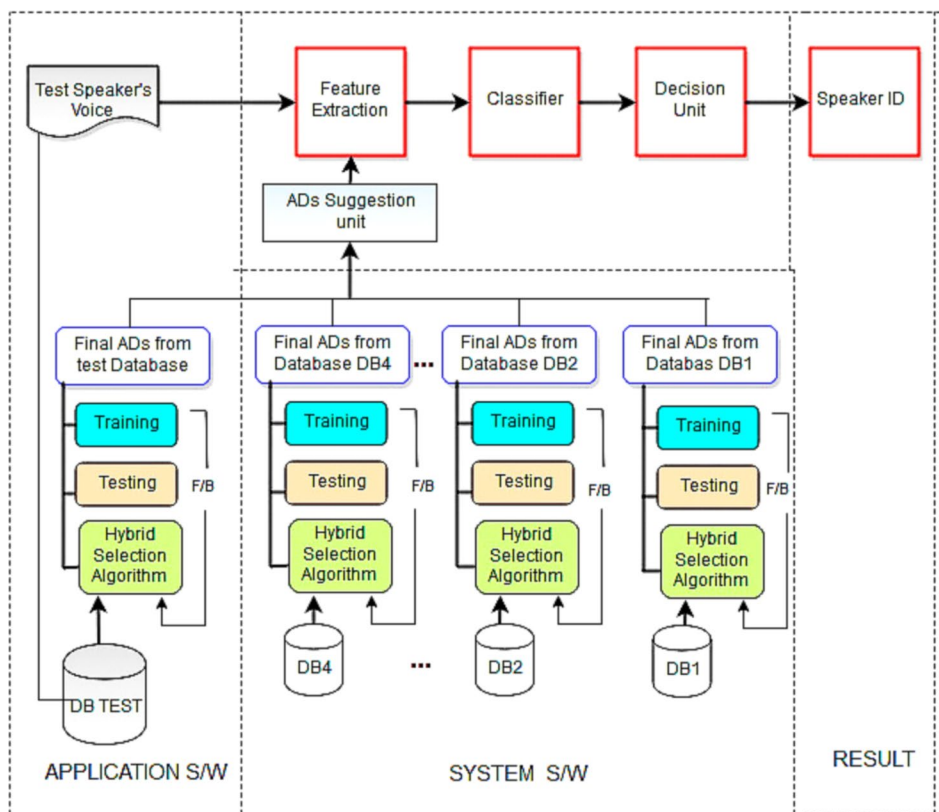 Test Speaker's
Voice
Feature
Extraction
Classifier
Decision
Unit
Speaker ID
ADs Suggestion
unit
Final ADs from
test Database
Final ADs from
Database DB4
...
Final ADs from
Database DB2
Final ADs from
Databas DB1
Training
Training
Training
Training
Testing
F/B
Testing
F/B
Testing
F/B
Testing
F/B
Hybrid
Selection
Algorithm
Hybrid
Selection
Algorithm
Hybrid
Selection
Algorithm
Hybrid
Selection
Algorithm
DB TEST
DB4
...
DB2
DB1
APPLICATION S/W
SYSTEM S/W
RESULT